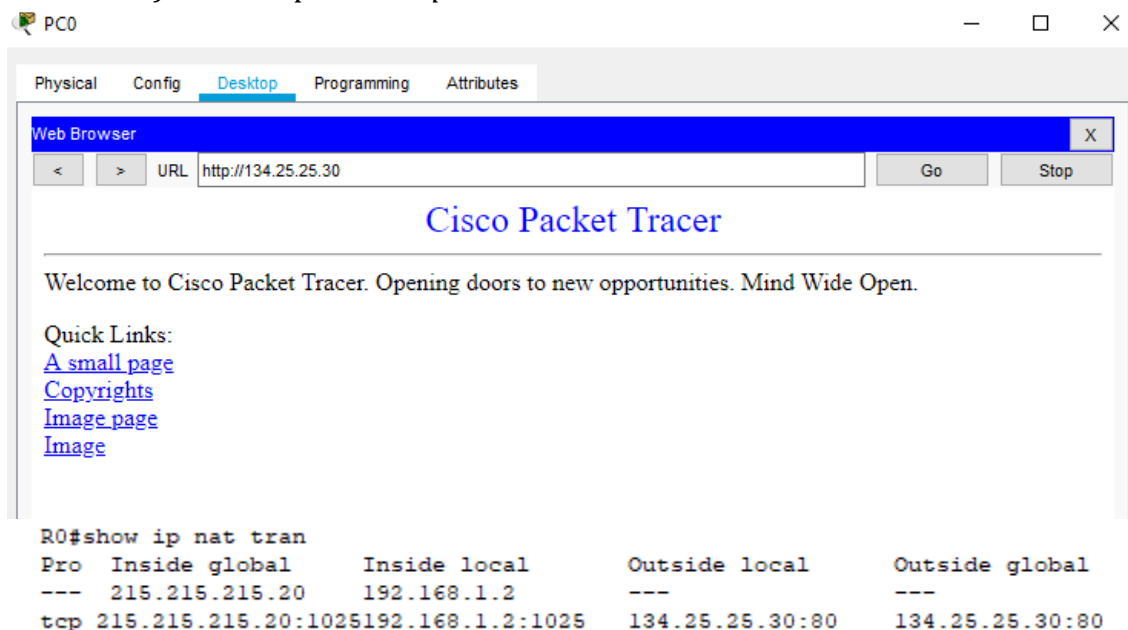 PC0
Physical Config Desktop Programming Attributes
Web Browser X
< > URL http://134.25.25.30 Go Stop
Cisco Packet Tracer
Welcome to Cisco Packet Tracer. Opening doors to new opportunities. Mind Wide Open.
Quick Links:
A small page
Copyrights
Image page
Image
R0#show ip nat tran
Pro Inside global Inside local Outside local Outside global
--- 215.215.215.20 192.168.1.2 --- ---
tcp 215.215.215.20:1025192.168.1.2:1025 134.25.25.30:80 134.25.25.30:80